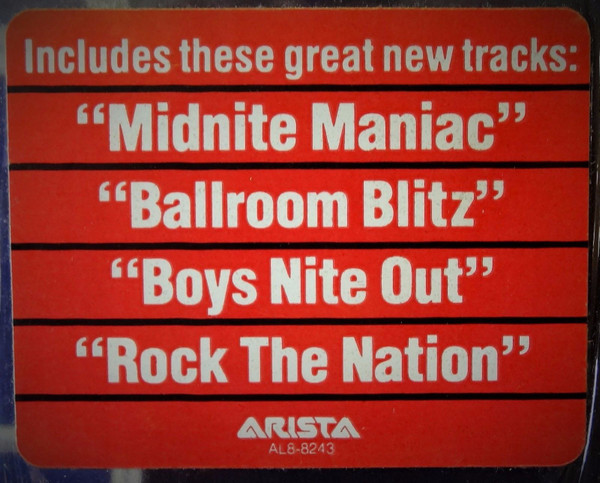 Includes these great new tracks:
“Midnite Maniac”
“Ballroom Blitz”
“Boys Nite Out”
“Rock The Nation”
ARISTA
AL8-8243